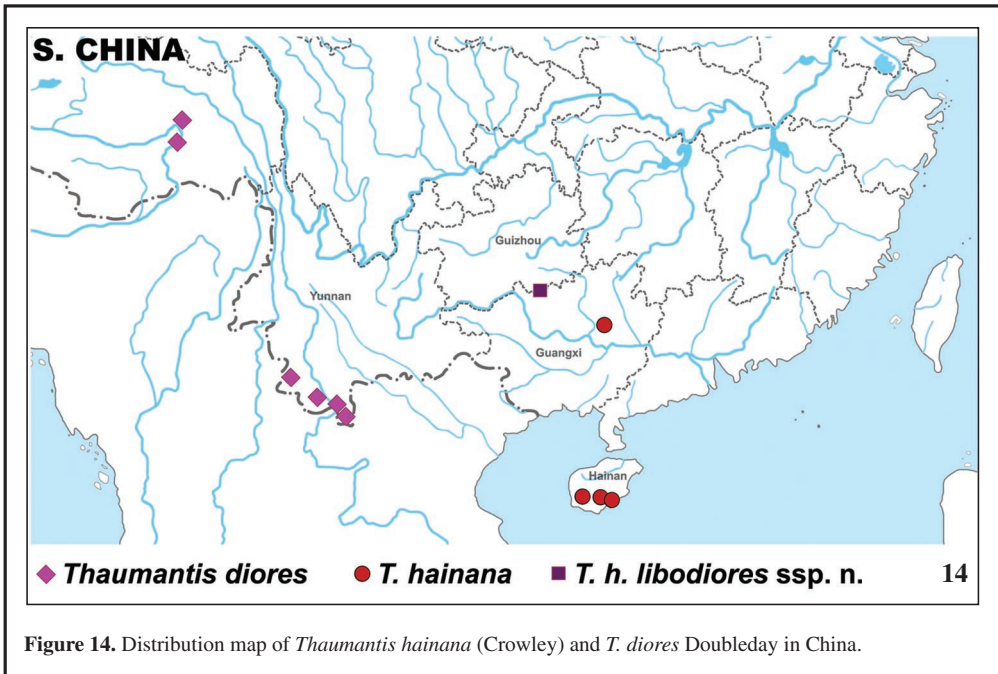 S. CHINA
Guizhou
Yunnan
Guangxi
Hainan
Thaumantis diores T. hainana T. h. libodiores ssp. n. 14
Figure 14. Distribution map of Thaumantis hainana (Crowley) and T. diores Doubleday in China.